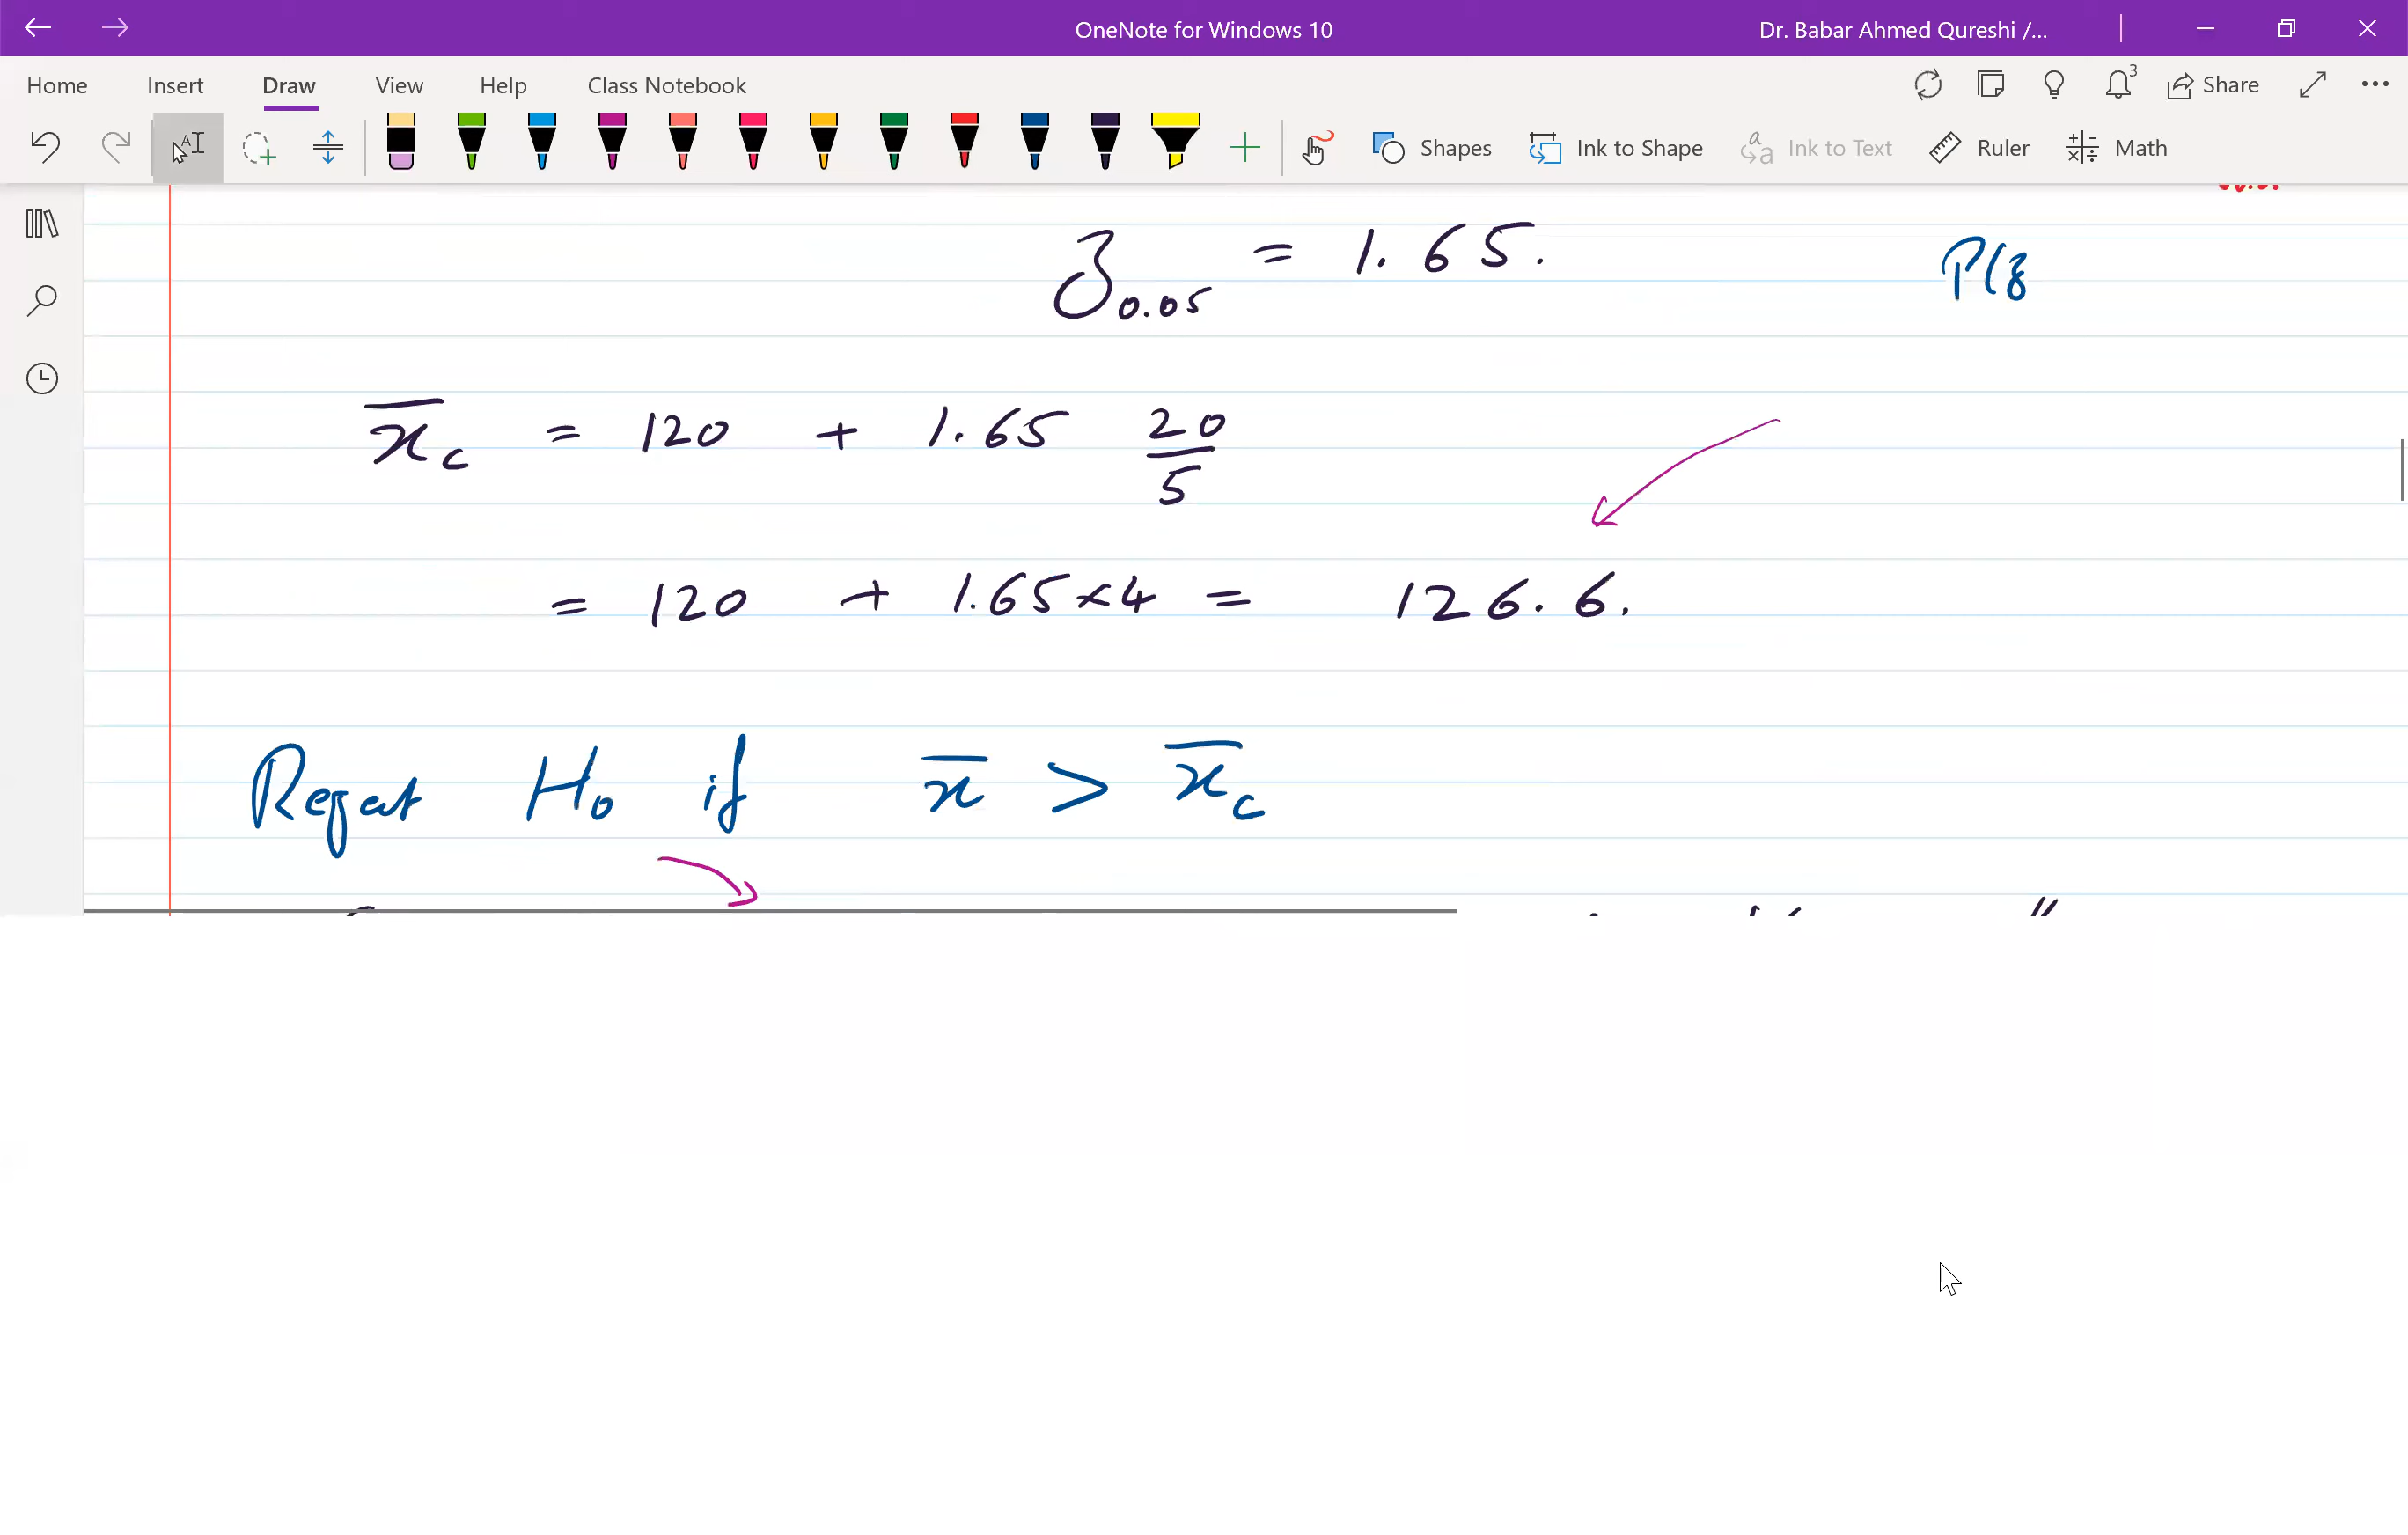 OneNote for Windows 10 Dr. Babar Ahmed Qureshi /...
Home Insert Draw View Help Class Notebook 3 Share
Shapes Ink to Shape Ink to Text Ruler Math
z0.05 = 1.65. P(z
x̄c = 120 + 1.65 20/5
= 120 + 1.65 × 4 = 126.6.
Reject H0 if x̄ > x̄c